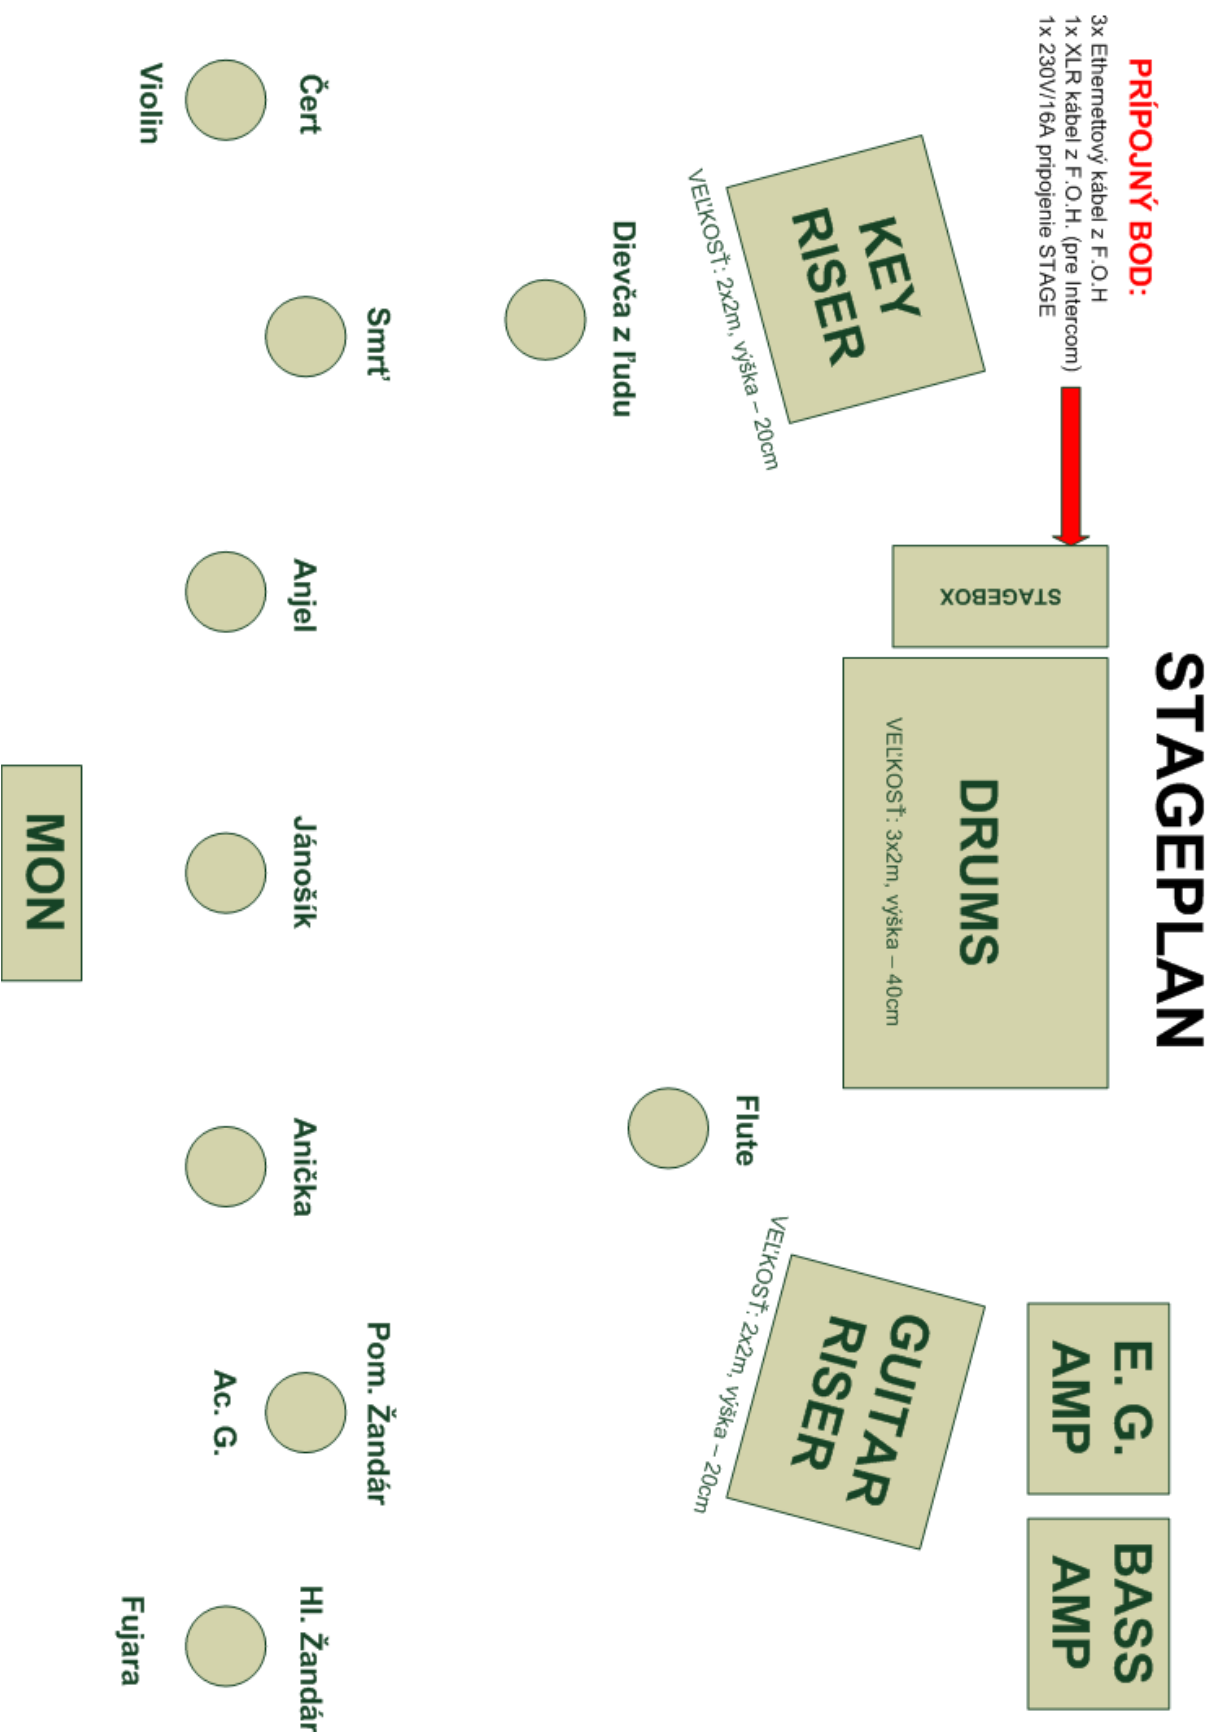 STAGEPLAN
PRÍPOJNÝ BOD:
3x Ethernettový kábel z F.O.H
1x XLR kábel z F.O.H. (pre Intercom)
1x 230V/16A pripojenie STAGE
STAGEBOX
DRUMS
VEĽKOSŤ: 3x2m, výška – 40cm
E. G.
AMP
BASS
AMP
KEY
RISER
VEĽKOSŤ: 2x2m, výška – 20cm
GUITAR
RISER
VEĽKOSŤ: 2x2m, výška – 20cm
Flute
Dievča z ľudu
Čert
Violin
Smrť
Anjel
Jánošík
Anička
Pom. Žandár
Ac. G.
Hl. Žandár
Fujara
MON